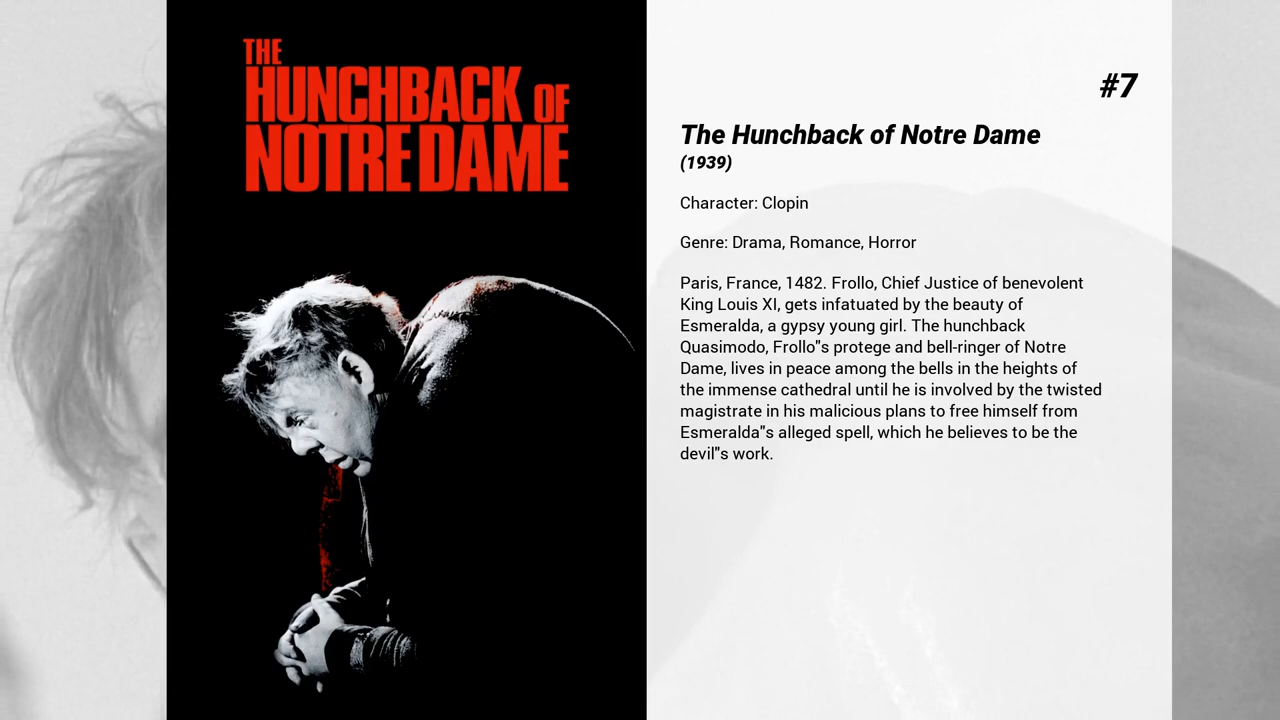 THE
HUNCHBACK OF
NOTRE DAME
#7
The Hunchback of Notre Dame
(1939)
Character: Clopin
Genre: Drama, Romance, Horror
Paris, France, 1482. Frollo, Chief Justice of benevolent
King Louis XI, gets infatuated by the beauty of
Esmeralda, a gypsy young girl. The hunchback
Quasimodo, Frollo"s protege and bell-ringer of Notre
Dame, lives in peace among the bells in the heights of
the immense cathedral until he is involved by the twisted
magistrate in his malicious plans to free himself from
Esmeralda"s alleged spell, which he believes to be the
devil"s work.